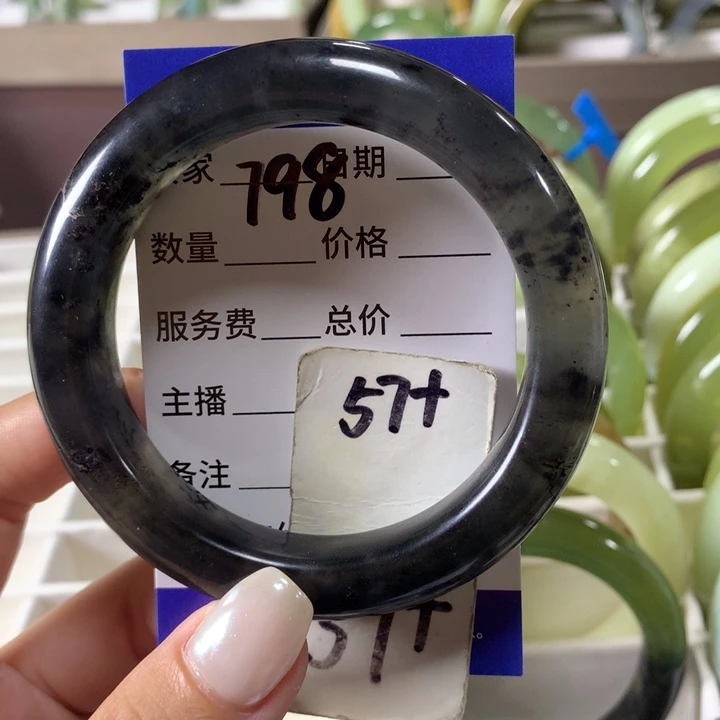 家 798 日期
数量 价格
服务费 总价
主播
57+
备注
57+